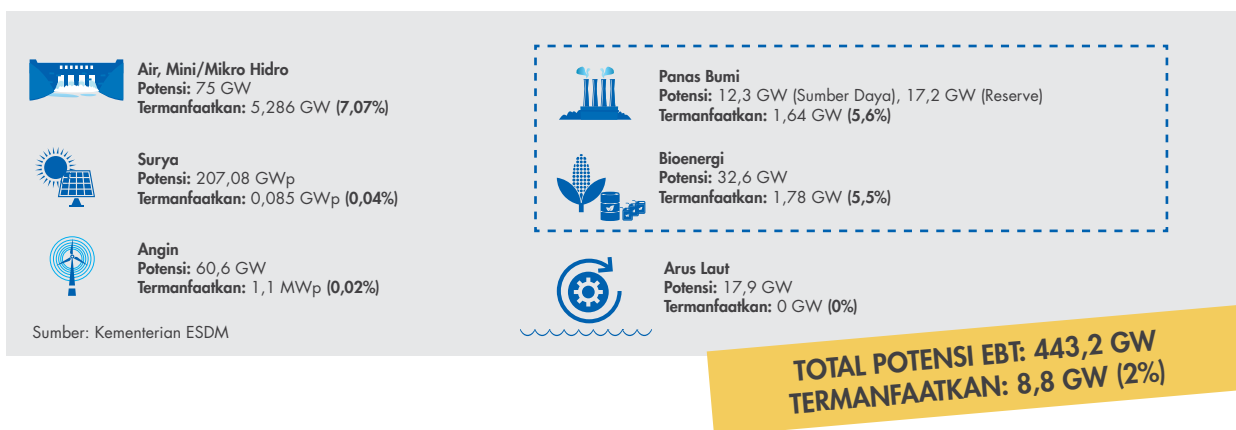 Air, Mini/Mikro Hidro
Potensi: 75 GW
Termanfaatkan: 5,286 GW (7,07%)
Surya
Potensi: 207,08 GWp
Termanfaatkan: 0,085 GWp (0,04%)
Angin
Potensi: 60,6 GW
Termanfaatkan: 1,1 MWp (0,02%)
Sumber: Kementerian ESDM
Panas Bumi
Potensi: 12,3 GW (Sumber Daya), 17,2 GW (Reserve)
Termanfaatkan: 1,64 GW (5,6%)
Bioenergi
Potensi: 32,6 GW
Termanfaatkan: 1,78 GW (5,5%)
Arus Laut
Potensi: 17,9 GW
Termanfaatkan: 0 GW (0%)
TOTAL POTENSI EBT: 443,2 GW
TERMANFAATKAN: 8,8 GW (2%)